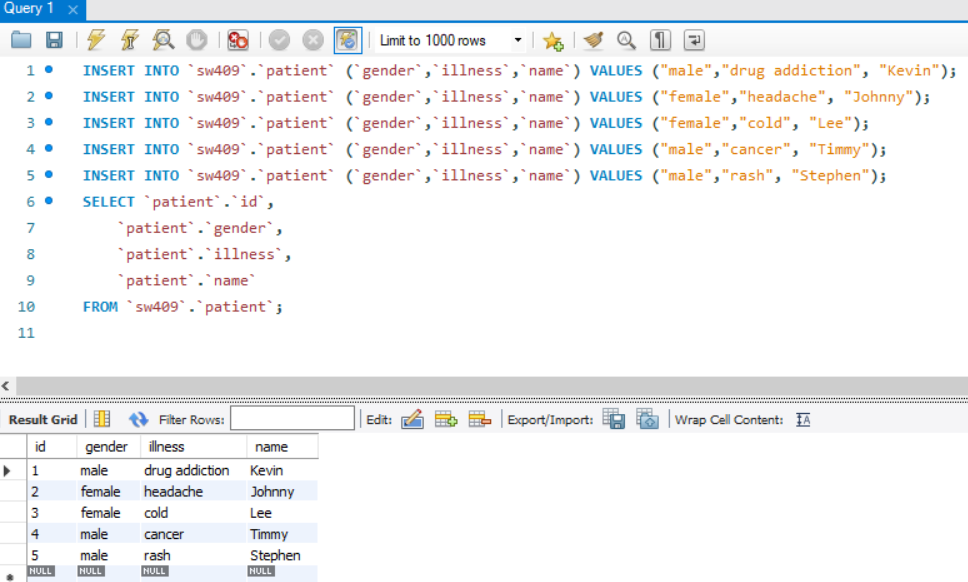 Query 1
Limit to 1000 rows
1 INSERT INTO `sw409`.`patient` (`gender`,`illness`,`name`) VALUES ("male","drug addiction", "Kevin");
2 INSERT INTO `sw409`.`patient` (`gender`,`illness`,`name`) VALUES ("female","headache", "Johnny");
3 INSERT INTO `sw409`.`patient` (`gender`,`illness`,`name`) VALUES ("female","cold", "Lee");
4 INSERT INTO `sw409`.`patient` (`gender`,`illness`,`name`) VALUES ("male","cancer", "Timmy");
5 INSERT INTO `sw409`.`patient` (`gender`,`illness`,`name`) VALUES ("male","rash", "Stephen");
6 SELECT `patient`.`id`,
7 `patient`.`gender`,
8 `patient`.`illness`,
9 `patient`.`name`
10 FROM `sw409`.`patient`;
11
Result Grid Filter Rows: Edit: Export/Import: Wrap Cell Content: IA
id gender illness name
1 male drug addiction Kevin
2 female headache Johnny
3 female cold Lee
4 male cancer Timmy
5 male rash Stephen
NULL NULL NULL NULL